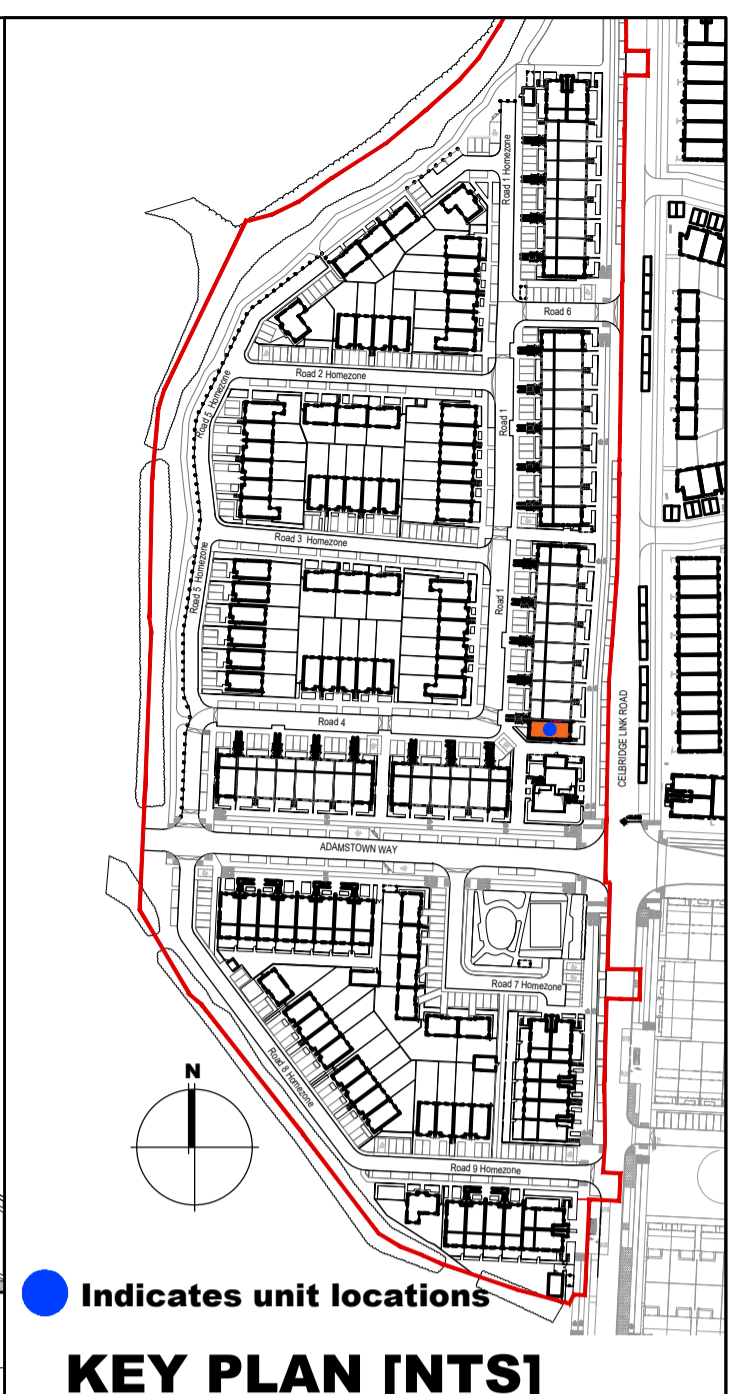 Road 1 Homezone
Road 6
Road 2 Homezone
Road 5 Homezone
Road 1
Road 3 Homezone
Road 5 Homezone
Road 1
CELBRIDGE LINK ROAD
Road 4
ADAMSTOWN WAY
Road 7 Homezone
Road 8 Homezone
N
Road 9 Homezone
Indicates unit locations
KEY PLAN [NTS]